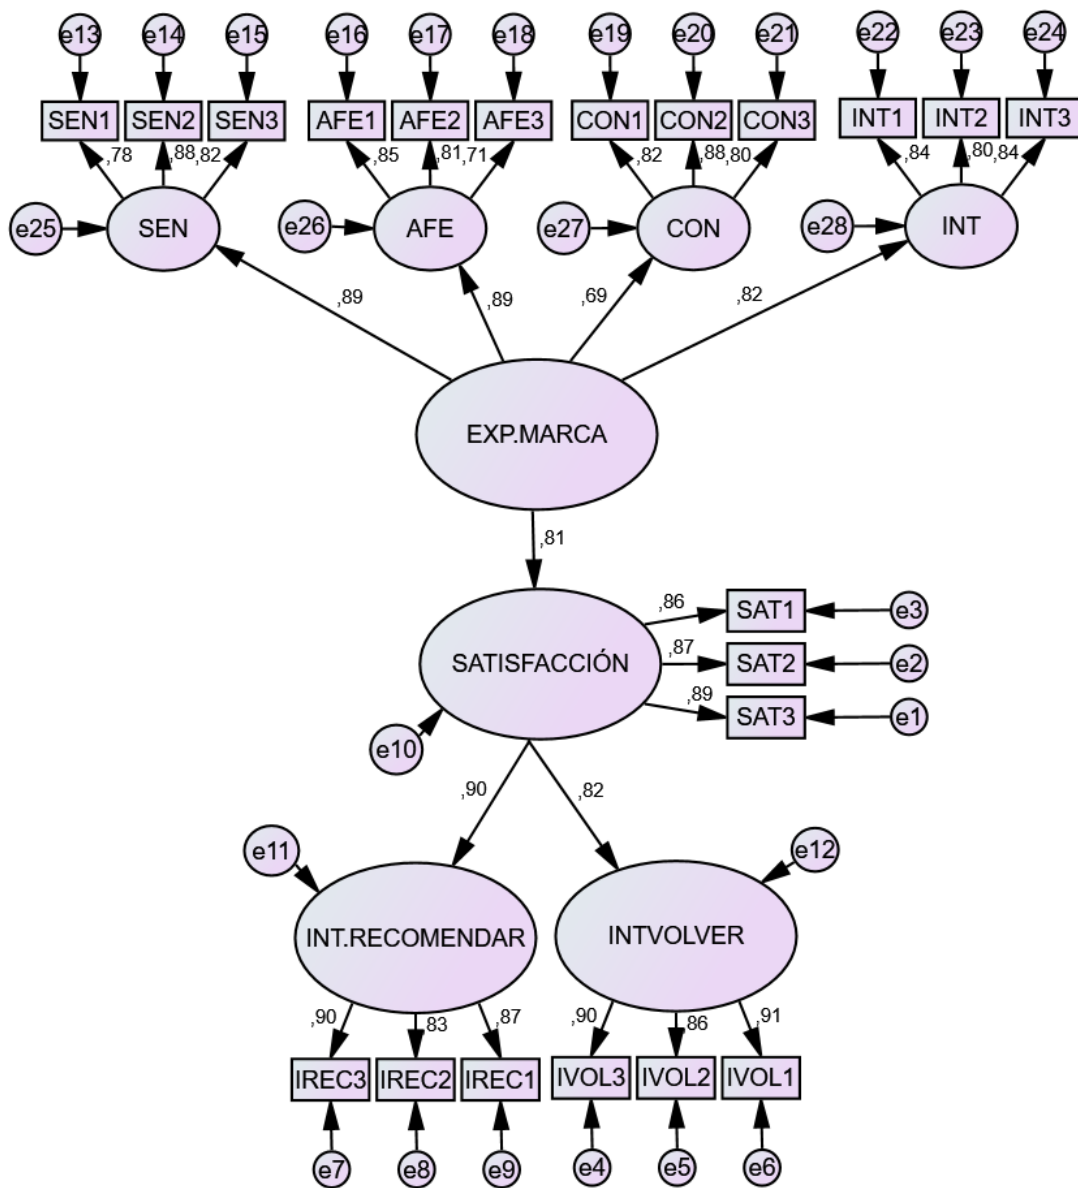 e13 e14 e15 e16 e17 e18 e19 e20 e21 e22 e23 e24
SEN1 SEN2 SEN3 AFE1 AFE2 AFE3 CON1 CON2 CON3 INT1 INT2 INT3
,78 ,88 ,82 ,85 ,81 ,71 ,82 ,88 ,80 ,84 ,80 ,84
e25 SEN e26 AFE e27 CON e28 INT
,89 ,89 ,69 ,82
EXP.MARCA
,81
,86 SAT1 e3
SATISFACCIÓN ,87 SAT2 e2
,89 SAT3 e1
e10
,90 ,82
e11 e12
INT.RECOMENDAR INTVOLVER
,90 ,83 ,87 ,90 ,86 ,91
IREC3 IREC2 IREC1 IVOL3 IVOL2 IVOL1
e7 e8 e9 e4 e5 e6